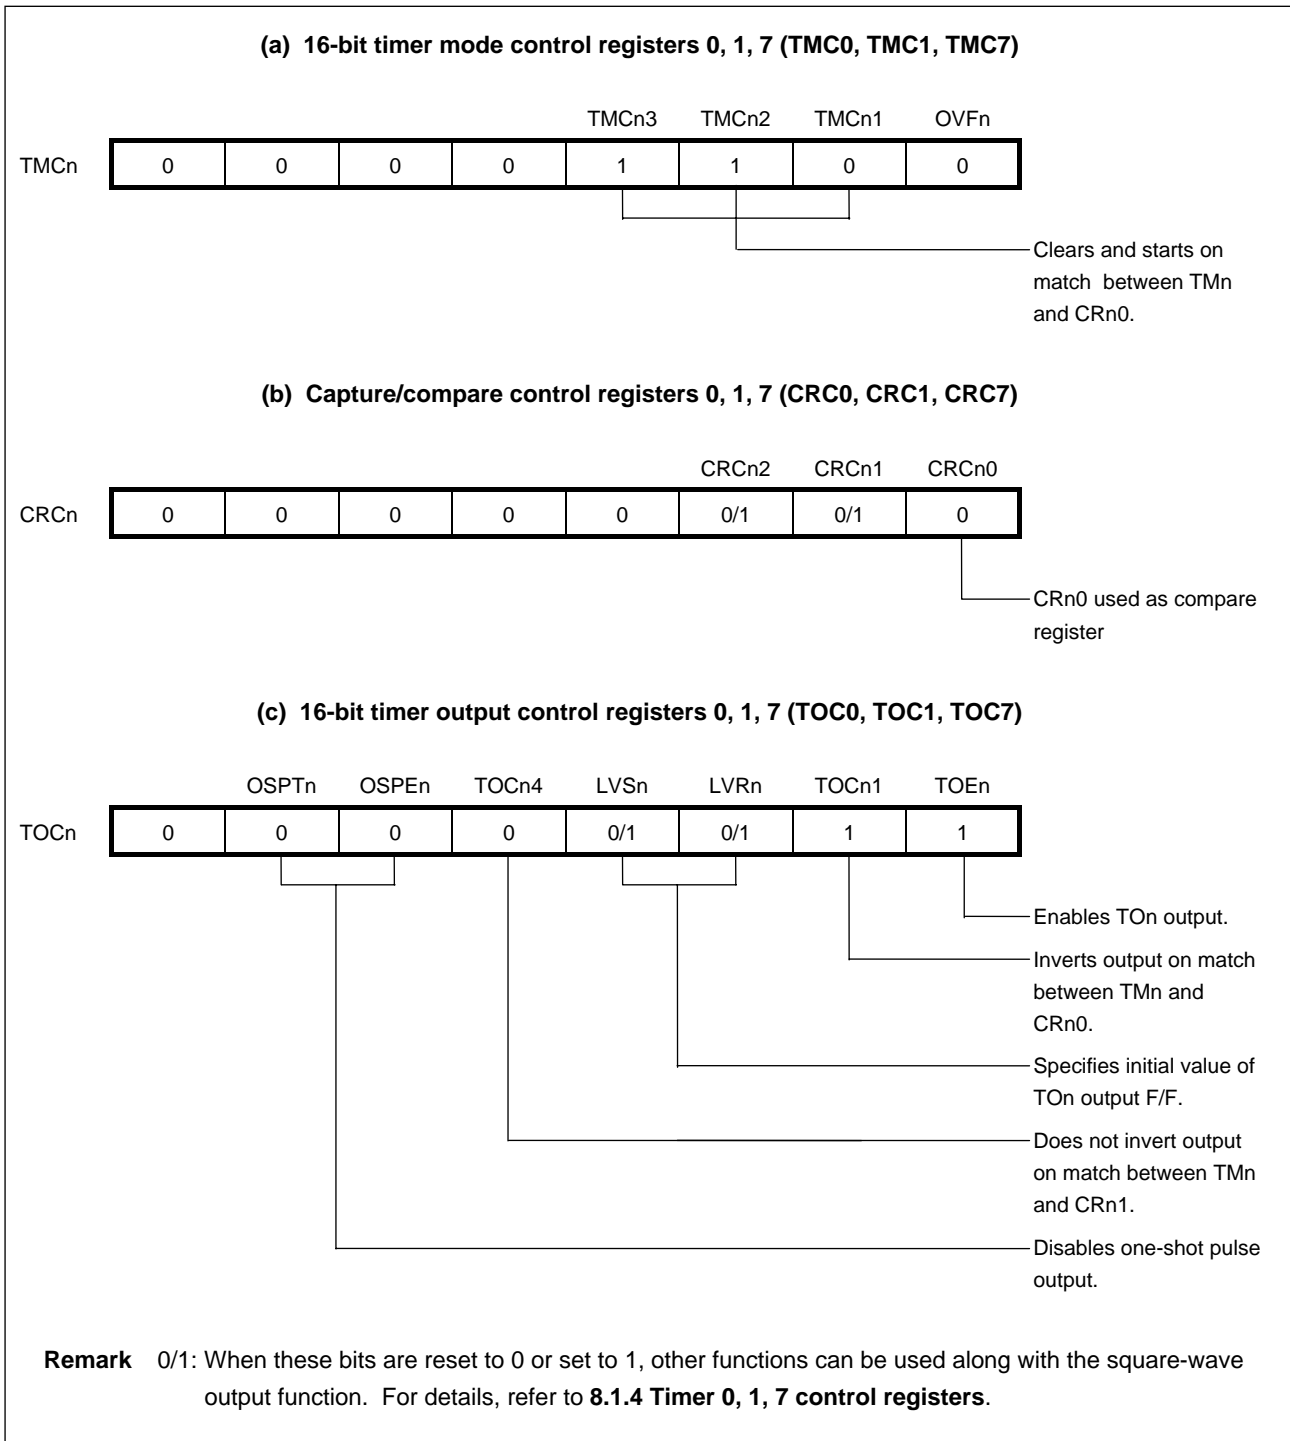 (a) 16-bit timer mode control registers 0, 1, 7 (TMC0, TMC1, TMC7)
TMCn3 TMCn2 TMCn1 OVFn
TMCn 0 0 0 0 1 1 0 0
Clears and starts on
match between TMn
and CRn0.
(b) Capture/compare control registers 0, 1, 7 (CRC0, CRC1, CRC7)
CRCn2 CRCn1 CRCn0
CRCn 0 0 0 0 0 0/1 0/1 0
CRn0 used as compare
register
(c) 16-bit timer output control registers 0, 1, 7 (TOC0, TOC1, TOC7)
OSPTn OSPEn TOCn4 LVSn LVRn TOCn1 TOEn
TOCn 0 0 0 0 0/1 0/1 1 1
Enables TOn output.
Inverts output on match
between TMn and
CRn0.
Specifies initial value of
TOn output F/F.
Does not invert output
on match between TMn
and CRn1.
Disables one-shot pulse
output.
Remark 0/1: When these bits are reset to 0 or set to 1, other functions can be used along with the square-wave
output function. For details, refer to 8.1.4 Timer 0, 1, 7 control registers.